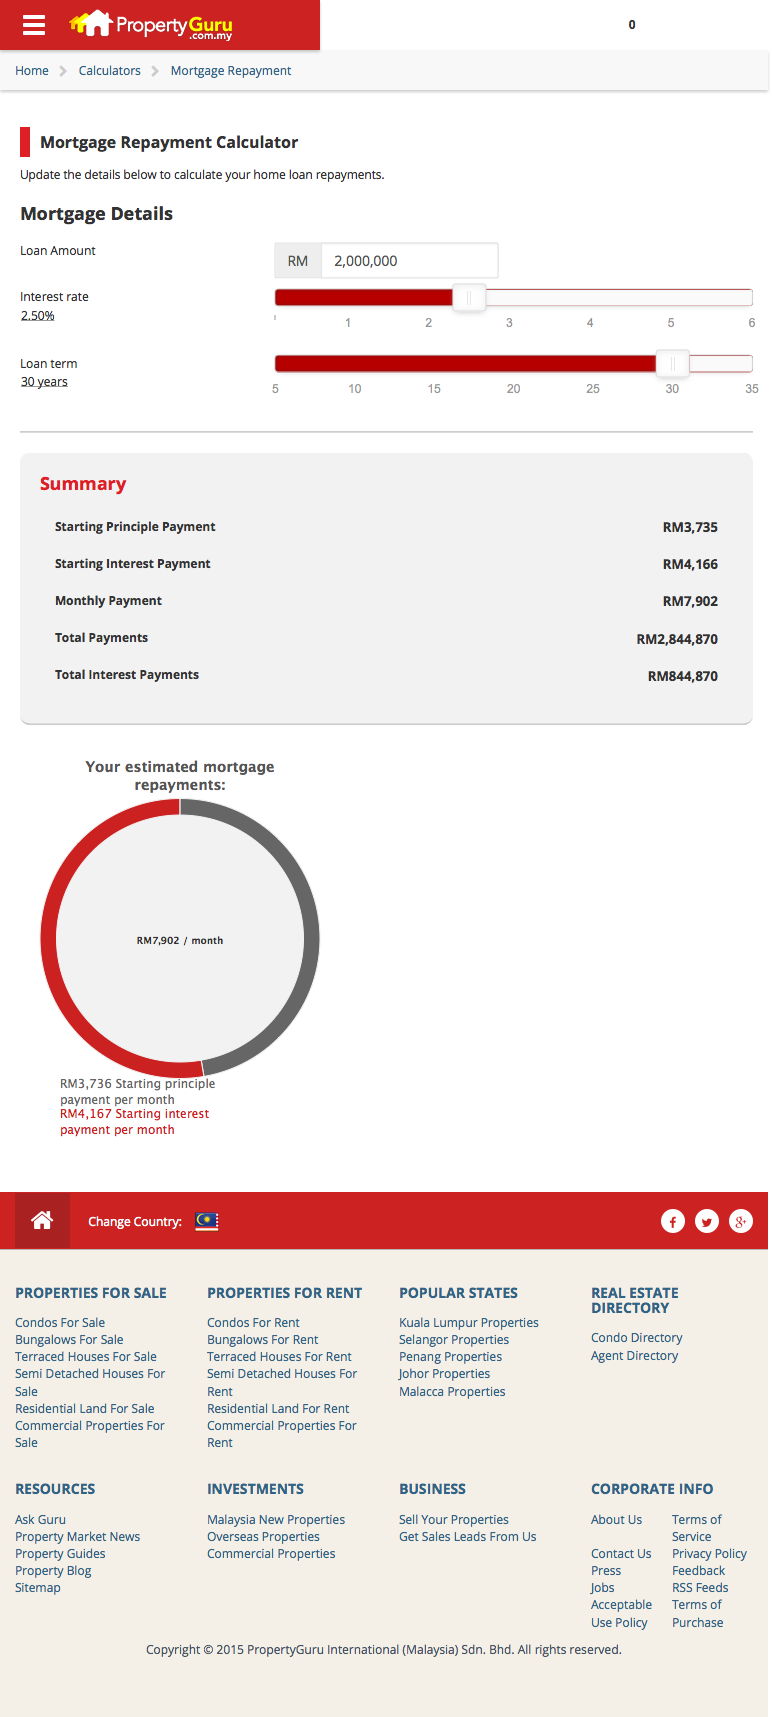 PropertyGuru
.com.my
0
Home Calculators Mortgage Repayment
Mortgage Repayment Calculator
Update the details below to calculate your home loan repayments.
Mortgage Details
Loan Amount
RM 2,000,000
Interest rate
2.50%
1 2 3 4 5 6
Loan term
30 years
5 10 15 20 25 30 35
Summary
Starting Principle Payment RM3,735
Starting Interest Payment RM4,166
Monthly Payment RM7,902
Total Payments RM2,844,870
Total Interest Payments RM844,870
Your estimated mortgage
repayments:
RM7,902 / month
RM3,736 Starting principle
payment per month
RM4,167 Starting interest
payment per month
Change Country:
PROPERTIES FOR SALE
Condos For Sale
Bungalows For Sale
Terraced Houses For Sale
Semi Detached Houses For
Sale
Residential Land For Sale
Commercial Properties For
Sale
PROPERTIES FOR RENT
Condos For Rent
Bungalows For Rent
Terraced Houses For Rent
Semi Detached Houses For
Rent
Residential Land For Rent
Commercial Properties For
Rent
POPULAR STATES
Kuala Lumpur Properties
Selangor Properties
Penang Properties
Johor Properties
Malacca Properties
REAL ESTATE
DIRECTORY
Condo Directory
Agent Directory
RESOURCES
Ask Guru
Property Market News
Property Guides
Property Blog
Sitemap
INVESTMENTS
Malaysia New Properties
Overseas Properties
Commercial Properties
BUSINESS
Sell Your Properties
Get Sales Leads From Us
CORPORATE INFO
About Us
Contact Us
Press
Jobs
Acceptable
Use Policy
Terms of
Service
Privacy Policy
Feedback
RSS Feeds
Terms of
Purchase
Copyright © 2015 PropertyGuru International (Malaysia) Sdn. Bhd. All rights reserved.